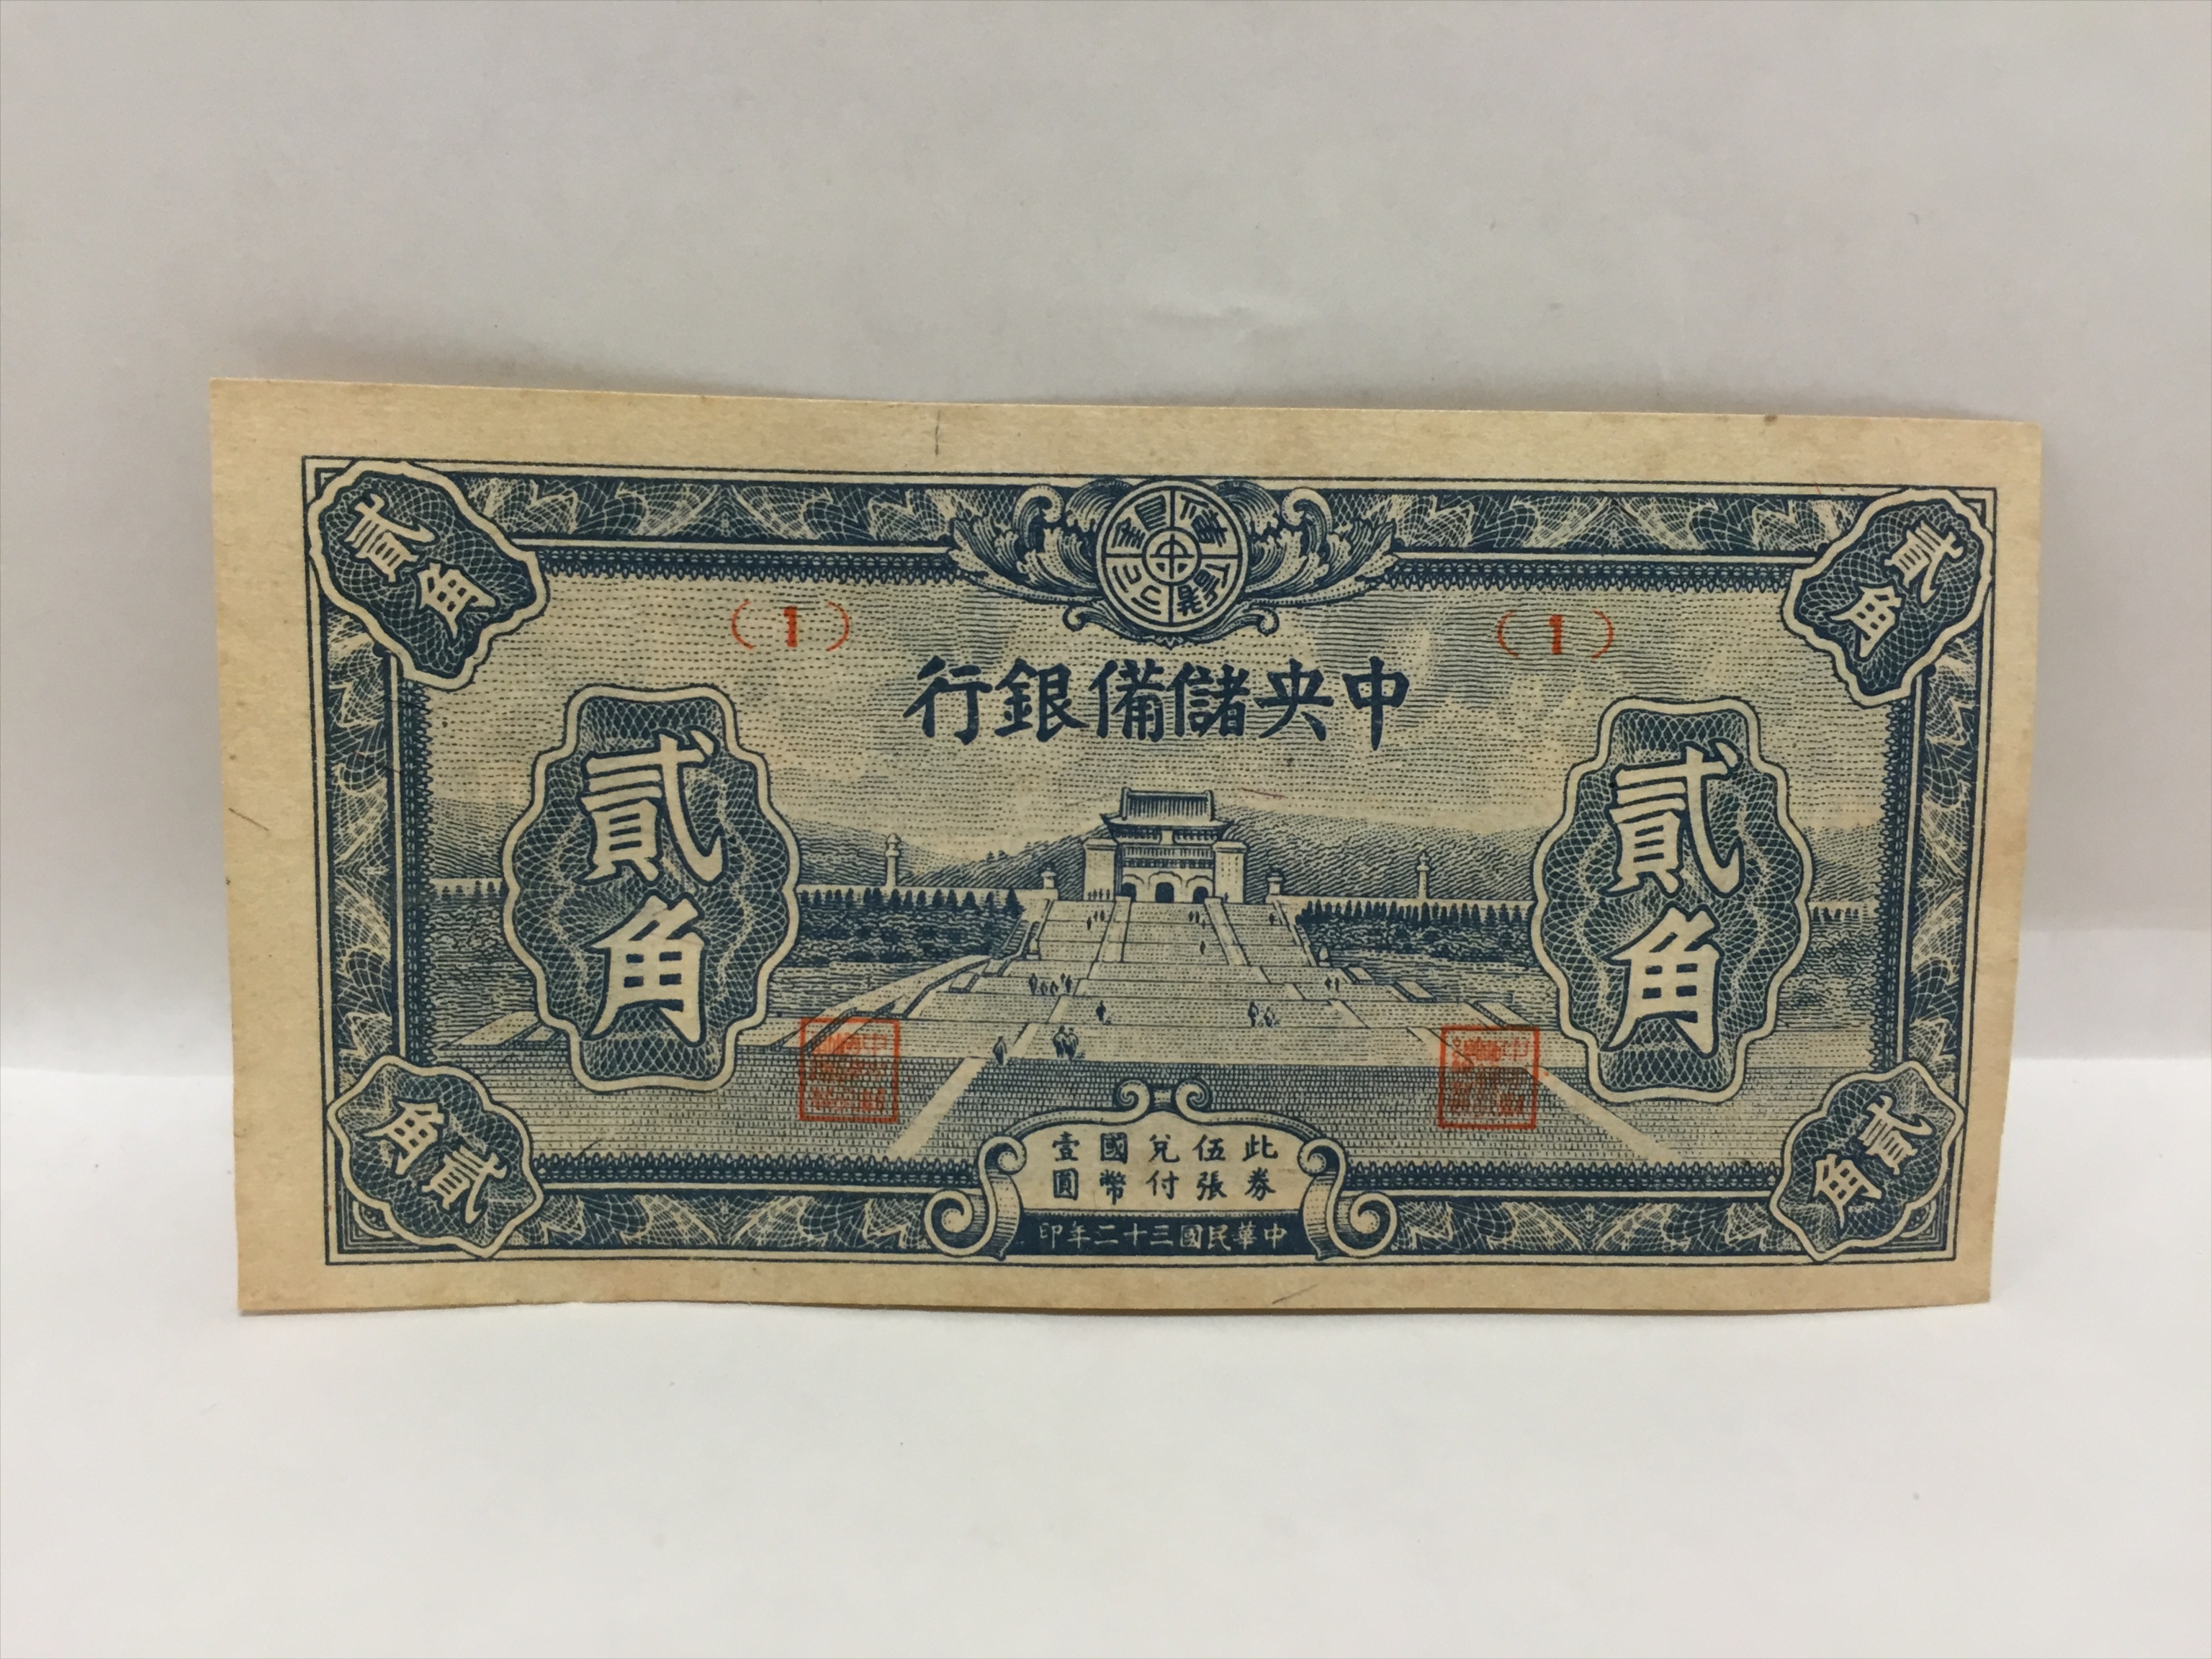 貳角
貳角
(1)
(1)
中央儲備銀行
貳角
貳角
此券
伍張
兌付
國幣
壹圓
貳角
貳角
中華民國三十二年印